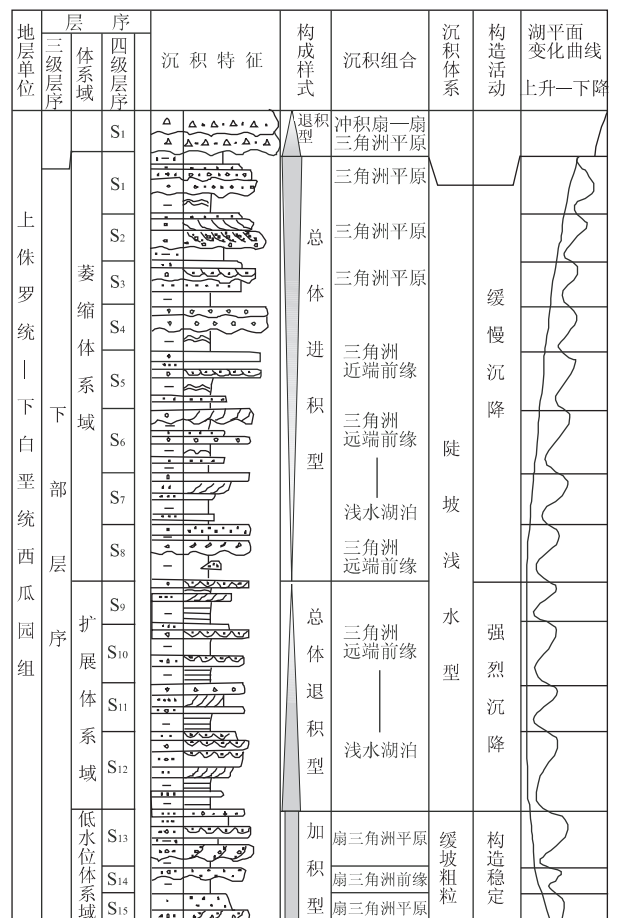 地层单位
层 序
三级层序
体系域
四级层序
沉 积 特 征
构成样式
沉积组合
沉积体系
构造活动
湖平面
变化曲线
上升—下降
上侏罗统—下白垩统西瓜园组
下部层序
萎缩体系域
扩展体系域
低水位体系域
S1
S1
S2
S3
S4
S5
S6
S7
S8
S9
S10
S11
S12
S13
S14
S15
退积型
总体进积型
总体退积型
加积型
冲积扇—扇
三角洲平原
三角洲平原
三角洲平原
三角洲平原
三角洲
近端前缘
三角洲
远端前缘
浅水湖泊
三角洲
远端前缘
三角洲
远端前缘
浅水湖泊
扇三角洲平原
扇三角洲前缘
扇三角洲平原
陡坡浅水型
缓坡粗粒
缓慢沉降
强烈沉降
构造稳定